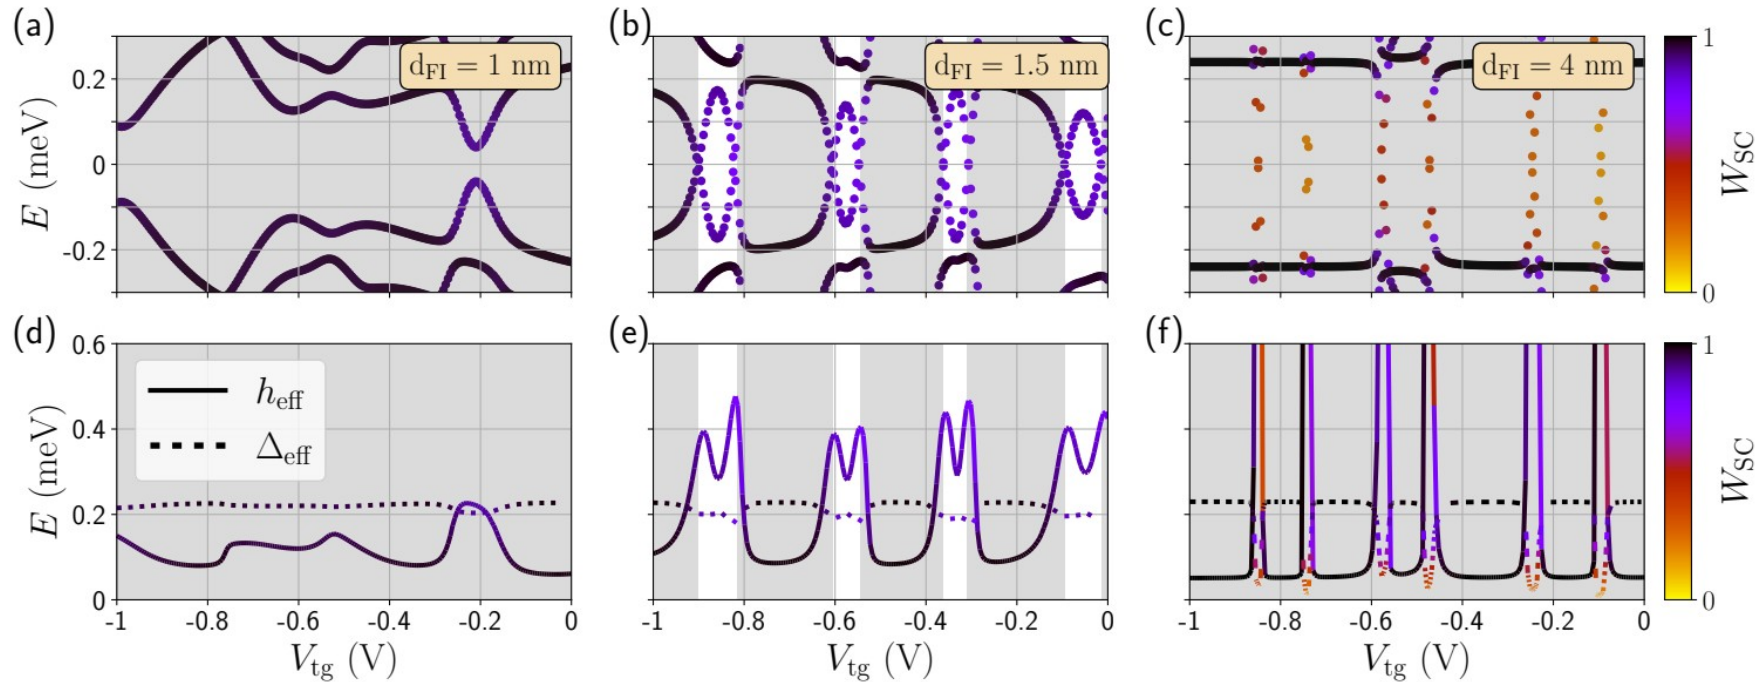 (a)
(b)
(c)
d_FI = 1 nm
d_FI = 1.5 nm
d_FI = 4 nm
E (meV)
0.2
0
-0.2
1
W_SC
0
(d)
(e)
(f)
h_eff
Δ_eff
E (meV)
0.6
0.4
0.2
0
1
W_SC
0
-1 -0.8 -0.6 -0.4 -0.2 0
-1 -0.8 -0.6 -0.4 -0.2 0
-1 -0.8 -0.6 -0.4 -0.2 0
V_tg (V)
V_tg (V)
V_tg (V)